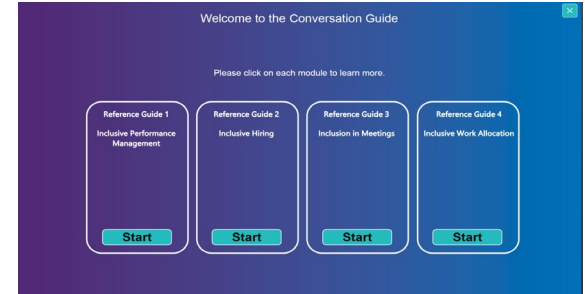 Welcome to the Conversation Guide
Please click on each module to learn more.
Reference Guide 1
Inclusive Performance
Management
Start
Reference Guide 2
Inclusive Hiring
Start
Reference Guide 3
Inclusion in Meetings
Start
Reference Guide 4
Inclusive Work Allocation
Start